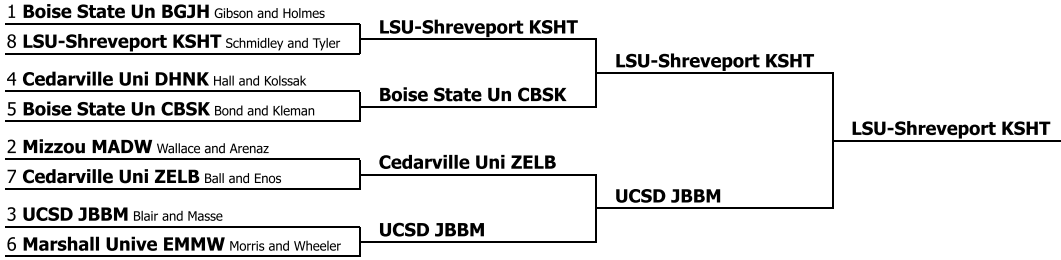 1 Boise State Un BGJH Gibson and Holmes
8 LSU-Shreveport KSHT Schmidley and Tyler
4 Cedarville Uni DHNK Hall and Kolssak
5 Boise State Un CBSK Bond and Kleman
2 Mizzou MADW Wallace and Arenaz
7 Cedarville Uni ZELB Ball and Enos
3 UCSD JBBM Blair and Masse
6 Marshall Unive EMMW Morris and Wheeler
LSU-Shreveport KSHT
Boise State Un CBSK
Cedarville Uni ZELB
UCSD JBBM
LSU-Shreveport KSHT
UCSD JBBM
LSU-Shreveport KSHT